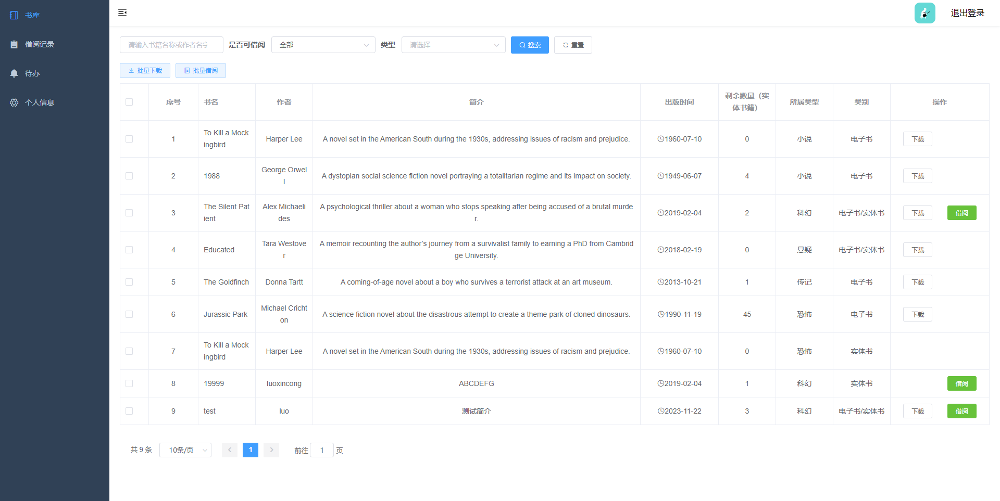 书库
借阅记录
待办
个人信息
退出登录
请输入书籍名称或作者名字 是否可借阅 全部 类型 请选择 搜索 重置
批量下载 批量借阅
序号 书名 作者 简介 出版时间 剩余数量（实体书籍） 所属类型 类别 操作
1 To Kill a Mockingbird Harper Lee A novel set in the American South during the 1930s, addressing issues of racism and prejudice. 1960-07-10 0 小说 电子书 下载
2 1988 George Orwell A dystopian social science fiction novel portraying a totalitarian regime and its impact on society. 1949-06-07 4 小说 电子书 下载
3 The Silent Patient Alex Michaelides A psychological thriller about a woman who stops speaking after being accused of a brutal murder. 2019-02-04 2 科幻 电子书/实体书 下载 借阅
4 Educated Tara Westover A memoir recounting the author’s journey from a survivalist family to earning a PhD from Cambridge University. 2018-02-19 0 悬疑 电子书/实体书 下载
5 The Goldfinch Donna Tartt A coming-of-age novel about a boy who survives a terrorist attack at an art museum. 2013-10-21 1 传记 电子书 下载
6 Jurassic Park Michael Crichton A science fiction novel about the disastrous attempt to create a theme park of cloned dinosaurs. 1990-11-19 45 恐怖 电子书 下载
7 To Kill a Mockingbird Harper Lee A novel set in the American South during the 1930s, addressing issues of racism and prejudice. 1960-07-10 0 恐怖 实体书
8 19999 luoxincong ABCDEFG 2019-02-04 1 科幻 实体书 借阅
9 test luo 测试简介 2023-11-22 3 科幻 电子书/实体书 下载 借阅
共 9 条 10条/页 1 前往 1 页